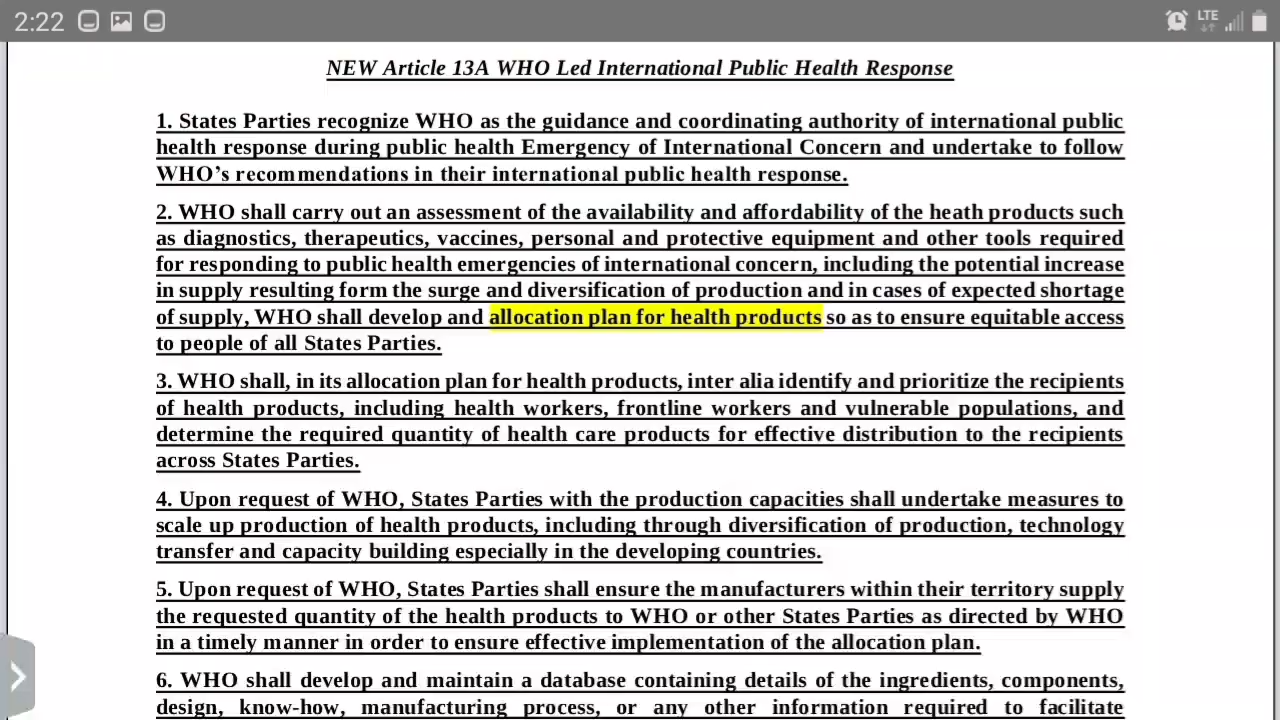 2:22
LTE
NEW Article 13A WHO Led International Public Health Response
1. States Parties recognize WHO as the guidance and coordinating authority of international public
health response during public health Emergency of International Concern and undertake to follow
WHO’s recommendations in their international public health response.
2. WHO shall carry out an assessment of the availability and affordability of the heath products such
as diagnostics, therapeutics, vaccines, personal and protective equipment and other tools required
for responding to public health emergencies of international concern, including the potential increase
in supply resulting form the surge and diversification of production and in cases of expected shortage
of supply, WHO shall develop and allocation plan for health products so as to ensure equitable access
to people of all States Parties.
3. WHO shall, in its allocation plan for health products, inter alia identify and prioritize the recipients
of health products, including health workers, frontline workers and vulnerable populations, and
determine the required quantity of health care products for effective distribution to the recipients
across States Parties.
4. Upon request of WHO, States Parties with the production capacities shall undertake measures to
scale up production of health products, including through diversification of production, technology
transfer and capacity building especially in the developing countries.
5. Upon request of WHO, States Parties shall ensure the manufacturers within their territory supply
the requested quantity of the health products to WHO or other States Parties as directed by WHO
in a timely manner in order to ensure effective implementation of the allocation plan.
6. WHO shall develop and maintain a database containing details of the ingredients, components,
design, know-how, manufacturing process, or any other information required to facilitate